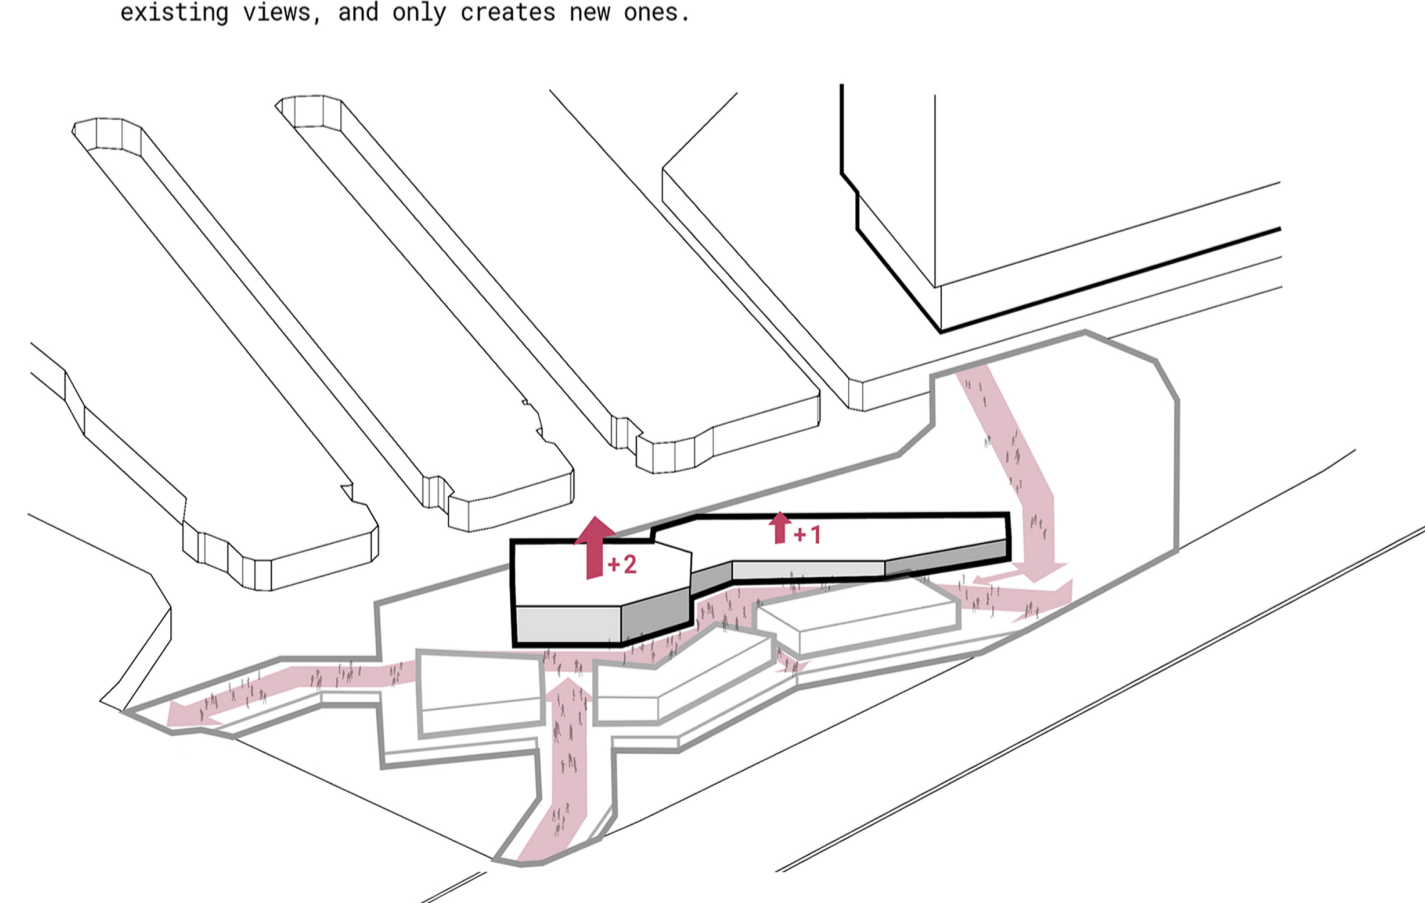 existing views, and only creates new ones.
+1
+2